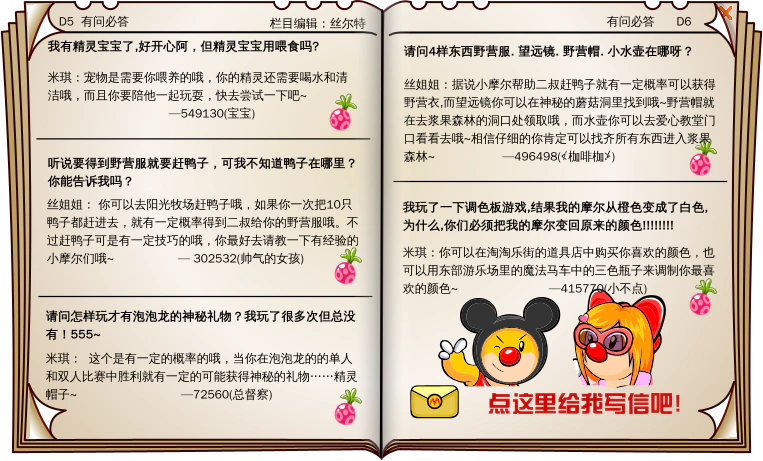 D5 有问必答
栏目编辑：丝尔特
我有精灵宝宝了,好开心阿，但精灵宝宝用喂食吗?
米琪：宠物是需要你喂养的哦，你的精灵还需要喝水和清
洁哦，而且你要陪他一起玩耍，快去尝试一下吧~
—549130(宝宝)
听说要得到野营服就要赶鸭子，可我不知道鸭子在哪里？
你能告诉我吗？
丝姐姐： 你可以去阳光牧场赶鸭子哦，如果你一次把10只
鸭子都赶进去，就有一定概率得到二叔给你的野营服哦。不
过赶鸭子可是有一定技巧的哦，你最好去请教一下有经验的
小摩尔们哦~ — 302532(帅气的女孩)
请问怎样玩才有泡泡龙的神秘礼物？我玩了很多次但总没
有！555~
米琪： 这个是有一定的概率的哦，当你在泡泡龙的的单人
和双人比赛中胜利就有一定的可能获得神秘的礼物……精灵
帽子~ —72560(总督察)
有问必答 D6
请问4样东西野营服. 望远镜. 野营帽. 小水壶在哪呀？
丝姐姐：据说小摩尔帮助二叔赶鸭子就有一定概率可以获得
野营衣,而望远镜你可以在神秘的蘑菇洞里找到哦~野营帽就
在去浆果森林的洞口处领取哦，而水壶你可以去爱心教堂门
口看看去哦~相信仔细的你肯定可以找齐所有东西进入浆果
森林~ —496498(ぐ枷啡枷メ)
我玩了一下调色板游戏,结果我的摩尔从橙色变成了白色,
为什么,你们必须把我的摩尔变回原来的颜色!!!!!!!!
米琪：你可以在淘淘乐街的道具店中购买你喜欢的颜色，也
可以用东部游乐场里的魔法马车中的三色瓶子来调制你最喜
欢的颜色~ —415770(小不点)
点这里给我写信吧!